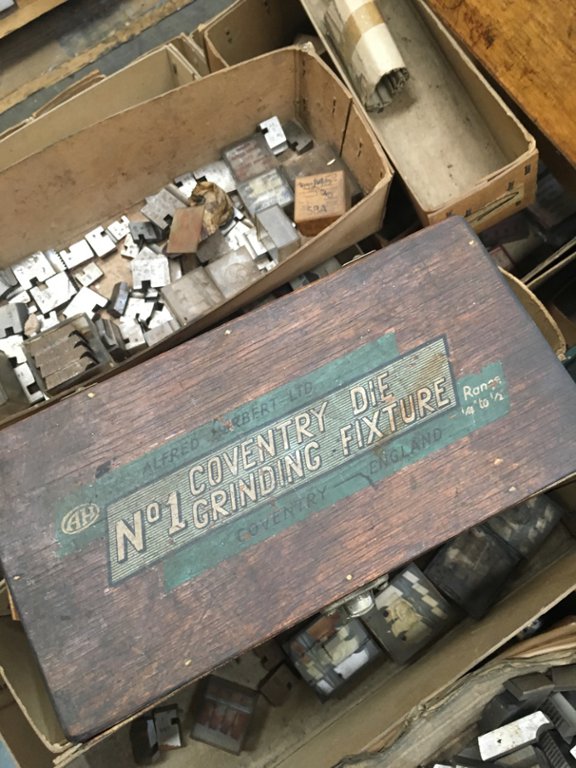 ALFRED HERBERT LTD.
AH
No1
COVENTRY DIE
GRINDING FIXTURE
Range
1/4" to 1/2"
COVENTRY ENGLAND